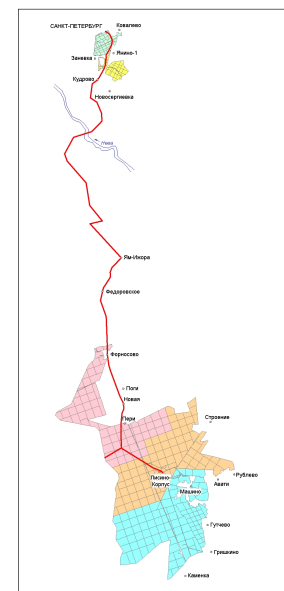 САНКТ-ПЕТЕРБУРГ
Ковалево
Янино-1
Заневка
Кудрово
Новосергиевка
Нева
Ям-Ижора
Федоровское
Форносово
Поги
Новая
Пери
Строение
Лисино-
Корпус
Машино
Рублево
Авати
Гутчево
Гришкино
Каменка